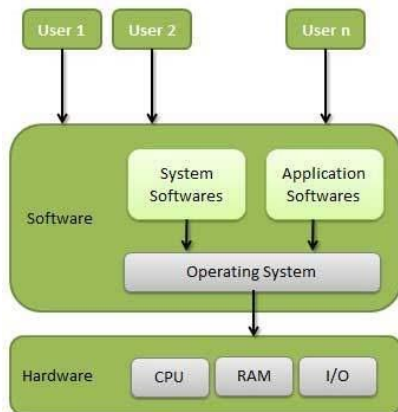 User 1
User 2
User n
System
Softwares
Application
Softwares
Software
Operating System
Hardware
CPU
RAM
I/O